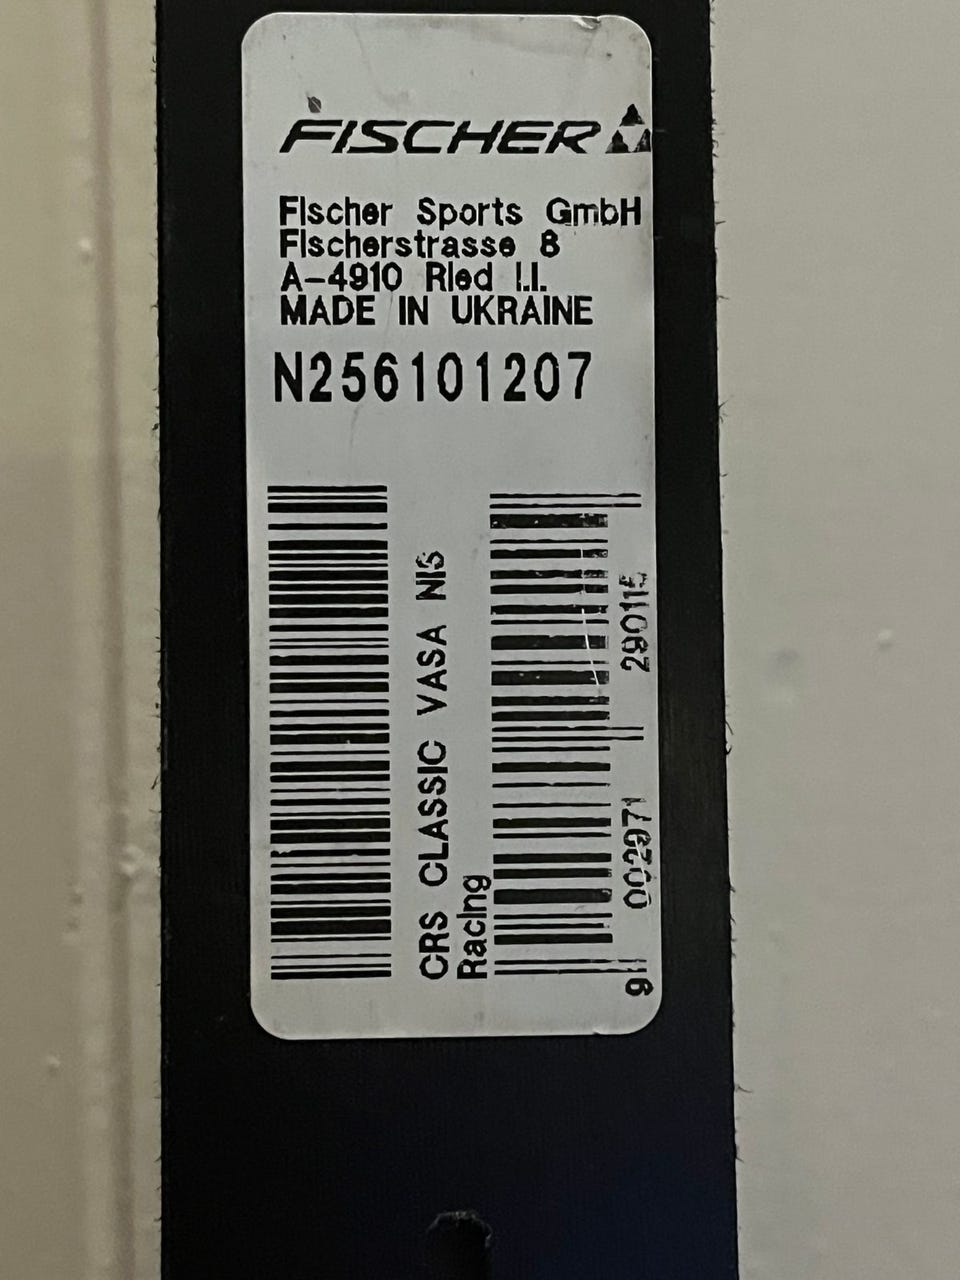 FISCHER
Fischer Sports GmbH
Fischerstrasse 8
A-4910 Ried I.I.
MADE IN UKRAINE
N256101207
CRS CLASSIC VASA NIS
Racing
9 002971 290115